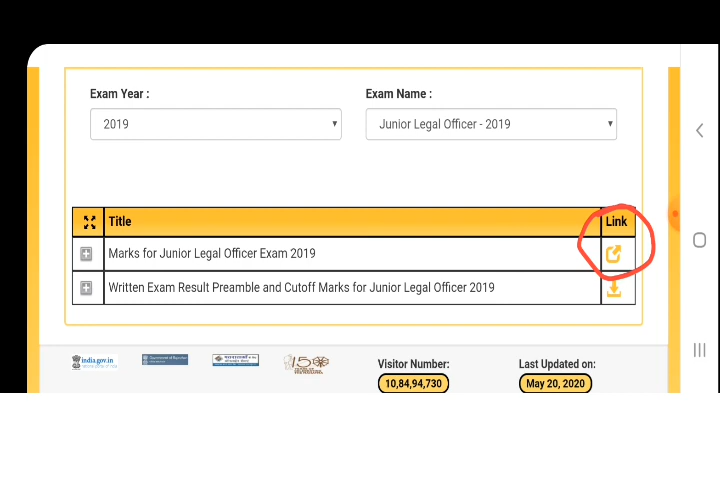 Exam Year :
Exam Name :
2019
Junior Legal Officer - 2019
Title
Link
Marks for Junior Legal Officer Exam 2019
Written Exam Result Preamble and Cutoff Marks for Junior Legal Officer 2019
india.gov.in
Visitor Number:
Last Updated on:
10,84,94,730
May 20, 2020